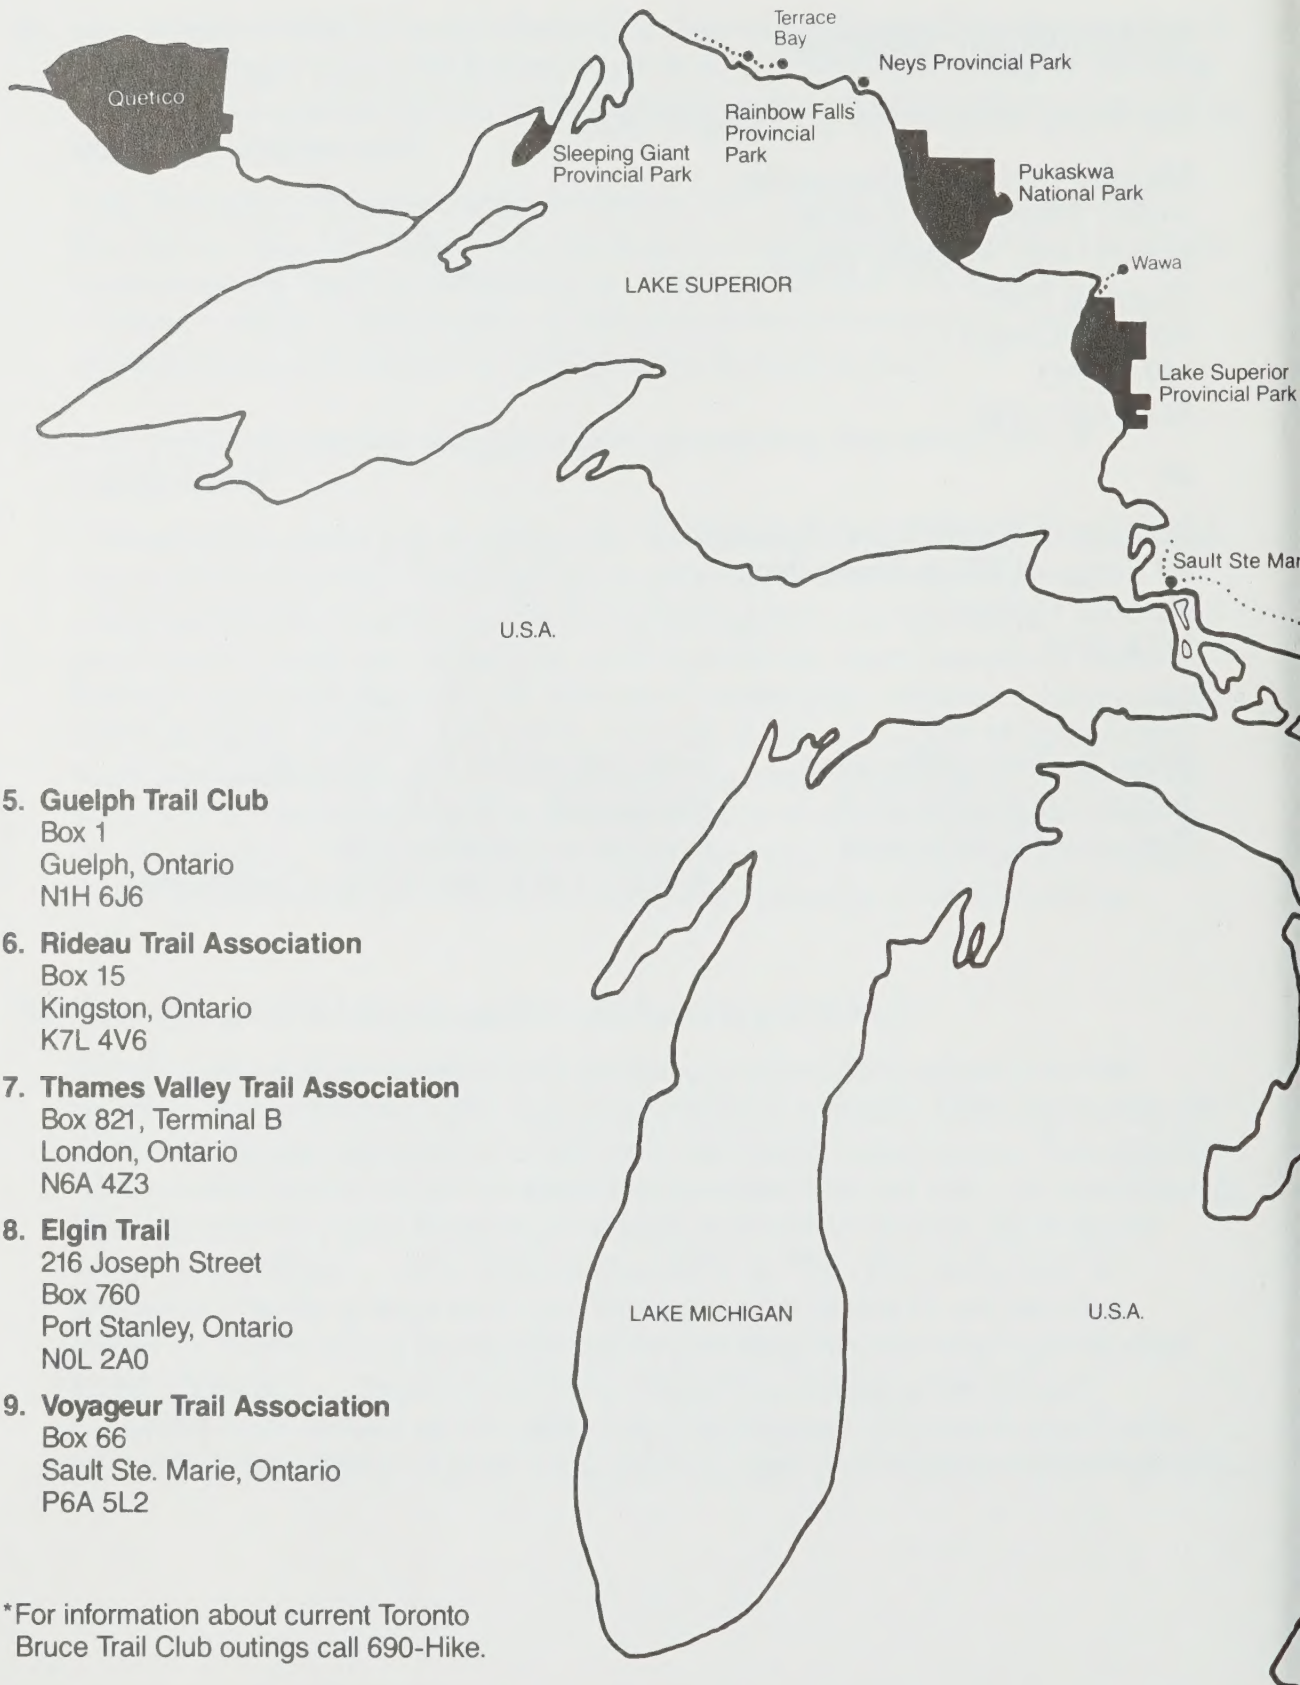 Terrace
Bay
Neys Provincial Park
Quetico
Rainbow Falls
Provincial
Park
Sleeping Giant
Provincial Park
Pukaskwa
National Park
Wawa
LAKE SUPERIOR
Lake Superior
Provincial Park
Sault Ste Mar
U.S.A.
5. Guelph Trail Club
Box 1
Guelph, Ontario
N1H 6J6
6. Rideau Trail Association
Box 15
Kingston, Ontario
K7L 4V6
7. Thames Valley Trail Association
Box 821, Terminal B
London, Ontario
N6A 4Z3
8. Elgin Trail
216 Joseph Street
Box 760
Port Stanley, Ontario
N0L 2A0
LAKE MICHIGAN
U.S.A.
9. Voyageur Trail Association
Box 66
Sault Ste. Marie, Ontario
P6A 5L2
*For information about current Toronto
Bruce Trail Club outings call 690-Hike.